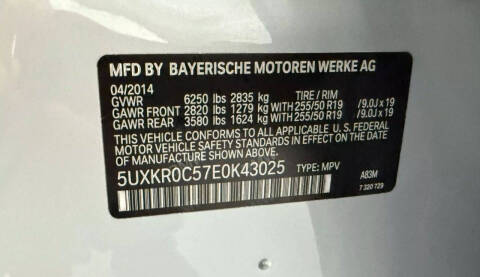 MFD BY BAYERISCHE MOTOREN WERKE AG
04/2014
GVWR 6250 lbs 2835 kg TIRE / RIM
GAWR FRONT 2820 lbs 1279 kg WITH 255/50 R19 /9.0J x 19
GAWR REAR 3580 lbs 1624 kg WITH 255/50 R19 /9.0J x 19
THIS VEHICLE CONFORMS TO ALL APPLICABLE U. S. FEDERAL
MOTOR VEHICLE SAFETY STANDARDS IN EFFECT ON THE
DATE OF MANUFACTURE SHOWN ABOVE.
5UXKR0C57E0K43025 TYPE: MPV A83M
7 320 729